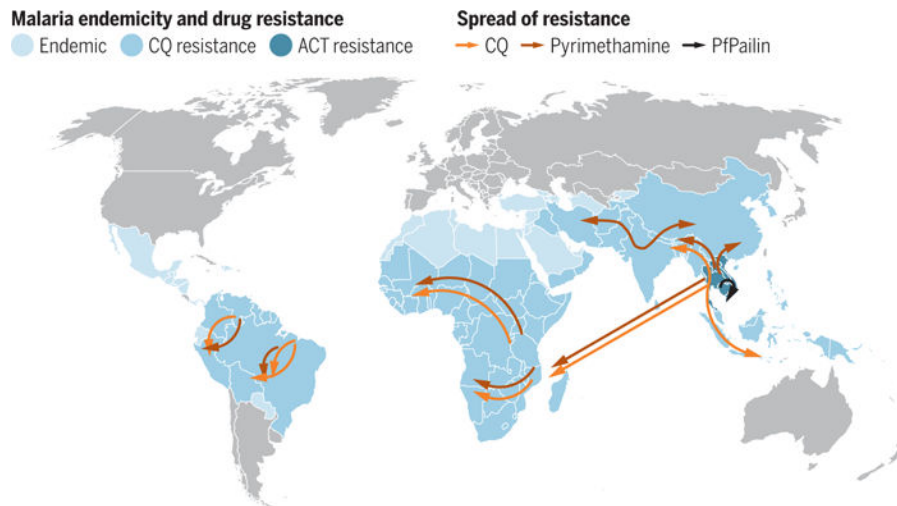 Malaria endemicity and drug resistance
Endemic CQ resistance ACT resistance
Spread of resistance
CQ Pyrimethamine PfPailin